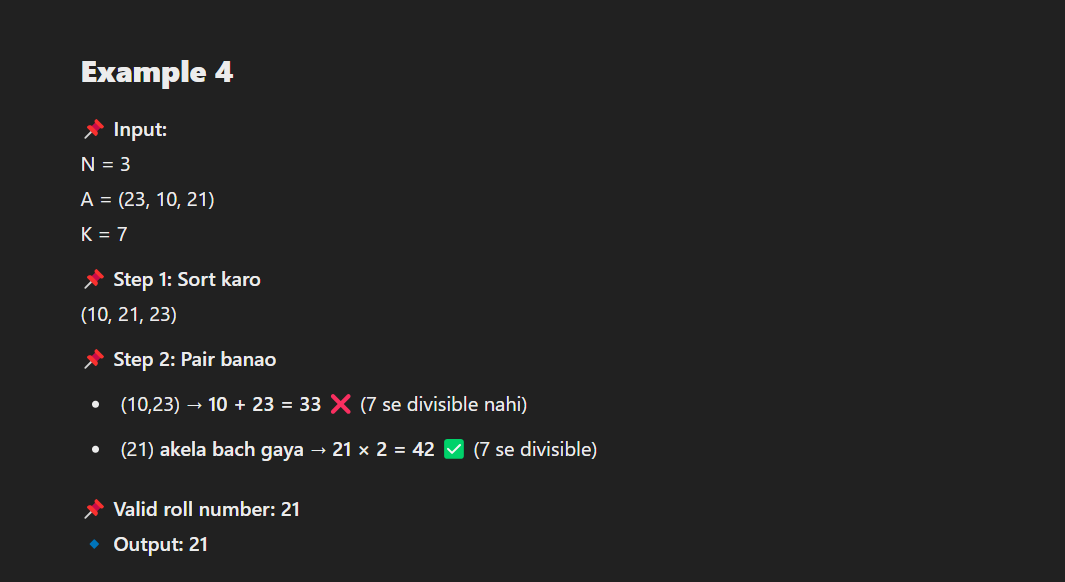 Example 4
📌 Input:
N = 3
A = (23, 10, 21)
K = 7
📌 Step 1: Sort karo
(10, 21, 23)
📌 Step 2: Pair banao
• (10,23) → 10 + 23 = 33 ❌ (7 se divisible nahi)
• (21) akela bach gaya → 21 × 2 = 42 ✅ (7 se divisible)
📌 Valid roll number: 21
🔹 Output: 21